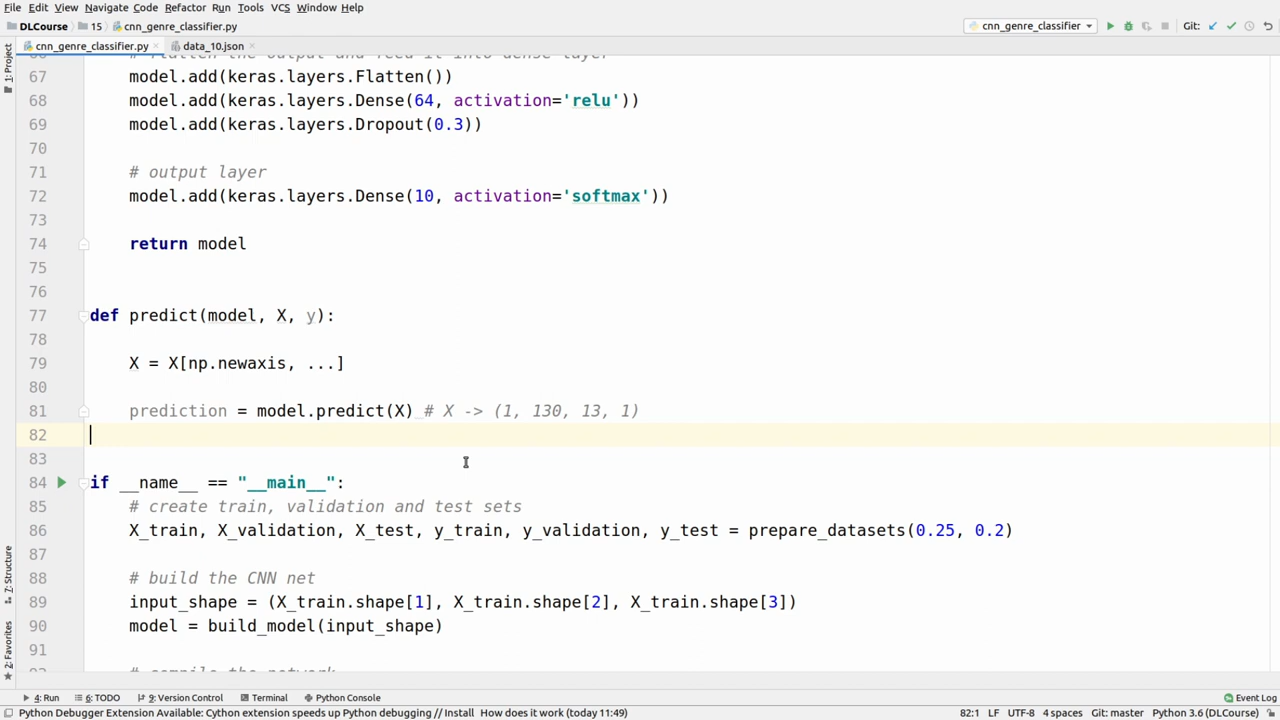 File Edit View Navigate Code Refactor Run Tools VCS Window Help
DLCourse 15 cnn_genre_classifier.py cnn_genre_classifier Git:
cnn_genre_classifier.py data_10.json
1: Project
66 # flatten the output and feed it into dense layer
67 model.add(keras.layers.Flatten())
68 model.add(keras.layers.Dense(64, activation='relu'))
69 model.add(keras.layers.Dropout(0.3))
70
71 # output layer
72 model.add(keras.layers.Dense(10, activation='softmax'))
73
74 return model
75
76
77 def predict(model, X, y):
78
79 X = X[np.newaxis, ...]
80
81 prediction = model.predict(X) # X -> (1, 130, 13, 1)
82
83
84 if __name__ == "__main__":
85 # create train, validation and test sets
86 X_train, X_validation, X_test, y_train, y_validation, y_test = prepare_datasets(0.25, 0.2)
87
88 # build the CNN net
89 input_shape = (X_train.shape[1], X_train.shape[2], X_train.shape[3])
90 model = build_model(input_shape)
91
# compile the network
7: Structure
2: Favorites
4: Run 6: TODO 9: Version Control Terminal Python Console Event Log
Python Debugger Extension Available: Cython extension speeds up Python debugging // Install How does it work (today 11:49) 82:1 LF UTF-8 4 spaces Git: master Python 3.6 (DLCourse)